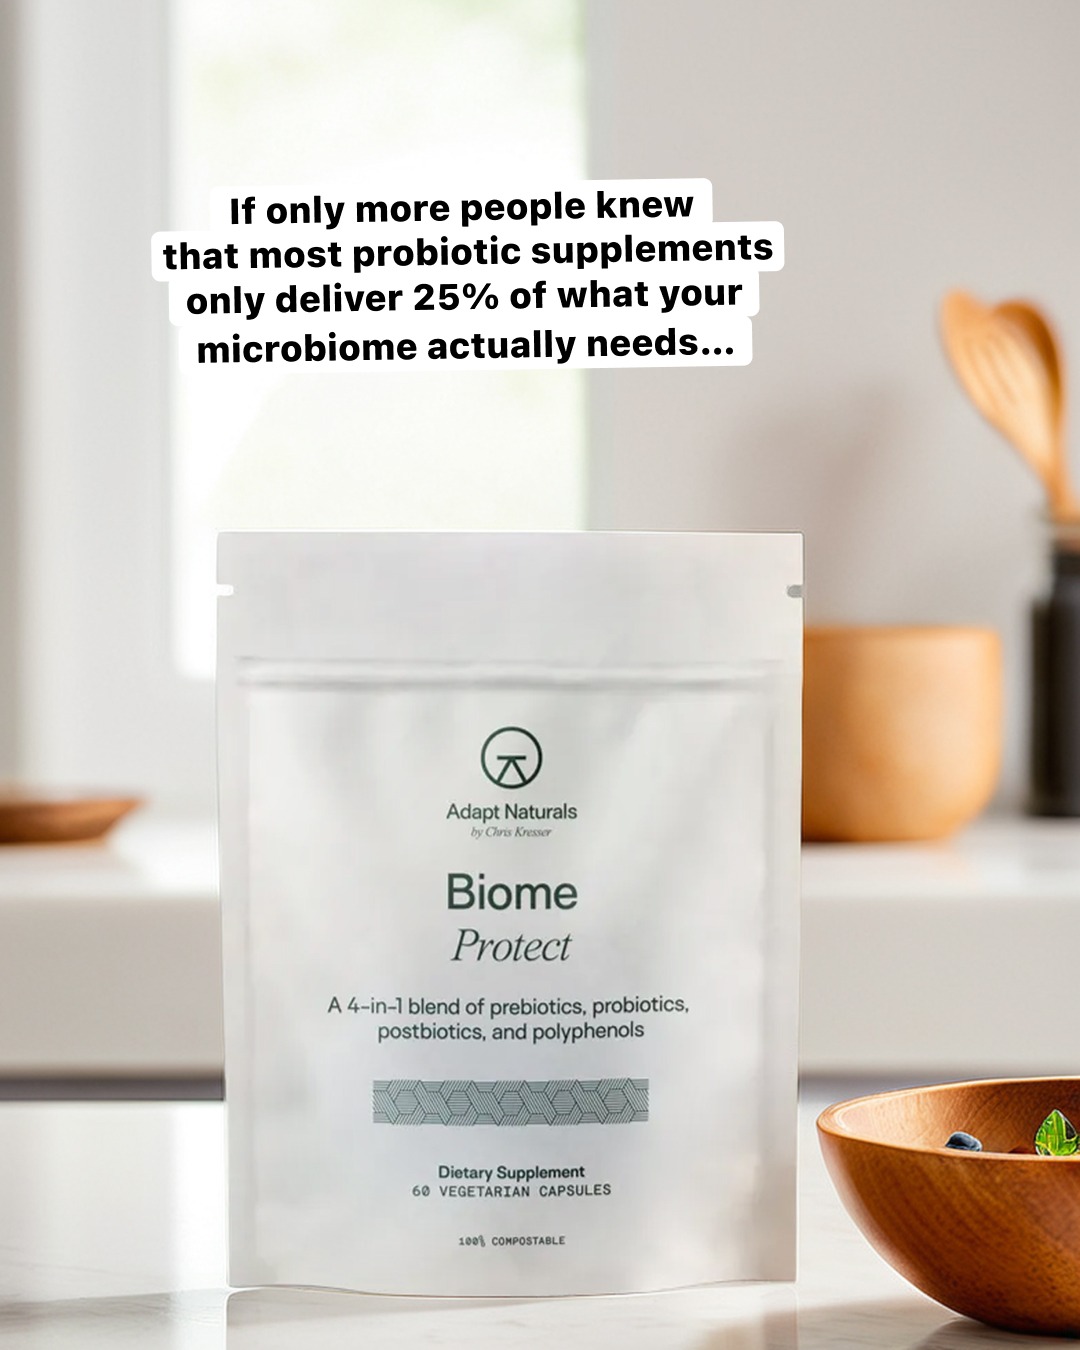 If only more people knew
that most probiotic supplements
only deliver 25% of what your
microbiome actually needs...
Adapt Naturals
by Chris Kresser
Biome
Protect
A 4-in-1 blend of prebiotics, probiotics,
postbiotics, and polyphenols
Dietary Supplement
60 VEGETARIAN CAPSULES
100% COMPOSTABLE